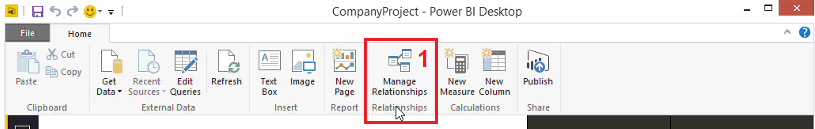 CompanyProject - Power BI Desktop
File
Home
Paste
Cut
Copy
Clipboard
Get
Data
Recent
Sources
Edit
Queries
Refresh
External Data
Text
Box
Image
Insert
New
Page
Report
1
Manage
Relationships
Relationships
New
Measure
New
Column
Calculations
Publish
Share